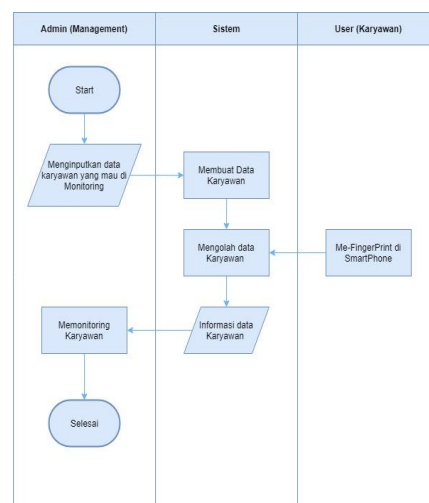 Admin (Management)
Sistem
User (Karyawan)
Start
Menginputkan data
karyawan yang mau di
Monitoring
Membuat Data
Karyawan
Mengolah data
Karyawan
Me-FingerPrint di
SmartPhone
Informasi data
Karyawan
Memonitoring
Karyawan
Selesai